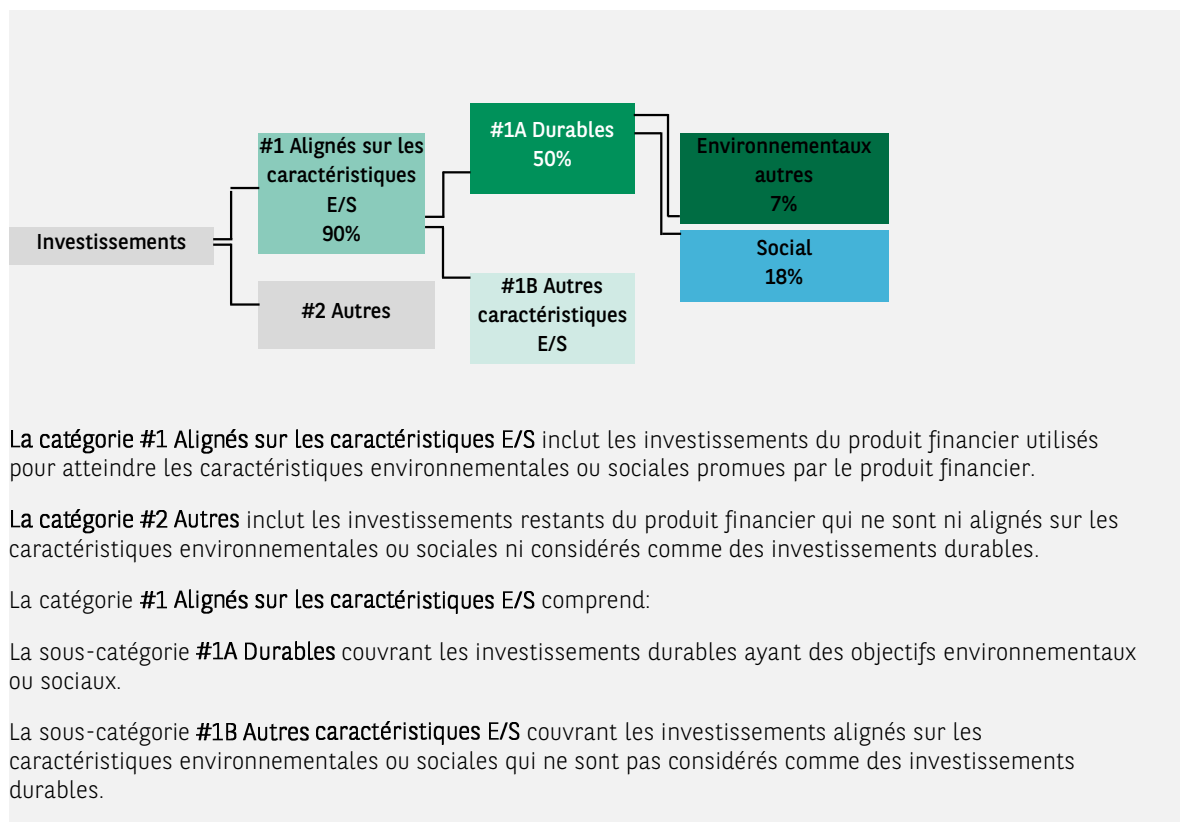 Investissements
#1 Alignés sur les
caractéristiques
E/S
90%
#2 Autres
#1A Durables
50%
#1B Autres
caractéristiques
E/S
Environnementaux
autres
7%
Social
18%
La catégorie #1 Alignés sur les caractéristiques E/S inclut les investissements du produit financier utilisés
pour atteindre les caractéristiques environnementales ou sociales promues par le produit financier.
La catégorie #2 Autres inclut les investissements restants du produit financier qui ne sont ni alignés sur les
caractéristiques environnementales ou sociales ni considérés comme des investissements durables.
La catégorie #1 Alignés sur les caractéristiques E/S comprend:
La sous-catégorie #1A Durables couvrant les investissements durables ayant des objectifs environnementaux
ou sociaux.
La sous-catégorie #1B Autres caractéristiques E/S couvrant les investissements alignés sur les
caractéristiques environnementales ou sociales qui ne sont pas considérés comme des investissements
durables.